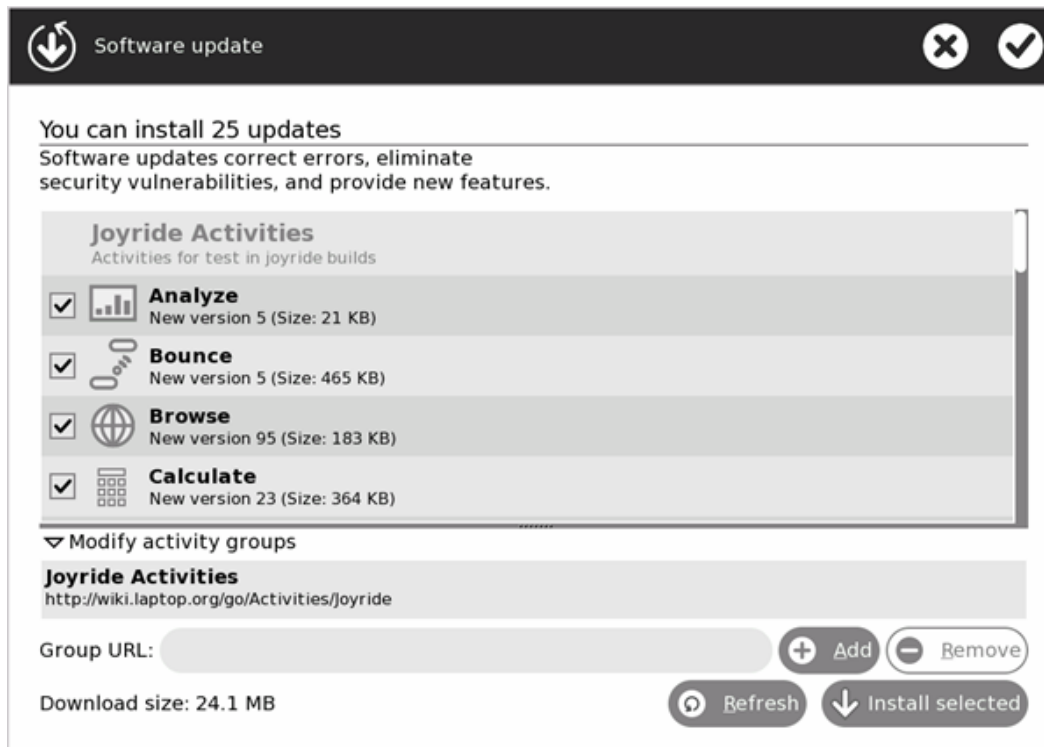 Software update
You can install 25 updates
Software updates correct errors, eliminate
security vulnerabilities, and provide new features.
Joyride Activities
Activities for test in joyride builds
Analyze
New version 5 (Size: 21 KB)
Bounce
New version 5 (Size: 465 KB)
Browse
New version 95 (Size: 183 KB)
Calculate
New version 23 (Size: 364 KB)
Modify activity groups
Joyride Activities
http://wiki.laptop.org/go/Activities/Joyride
Group URL: Add Remove
Download size: 24.1 MB Refresh Install selected